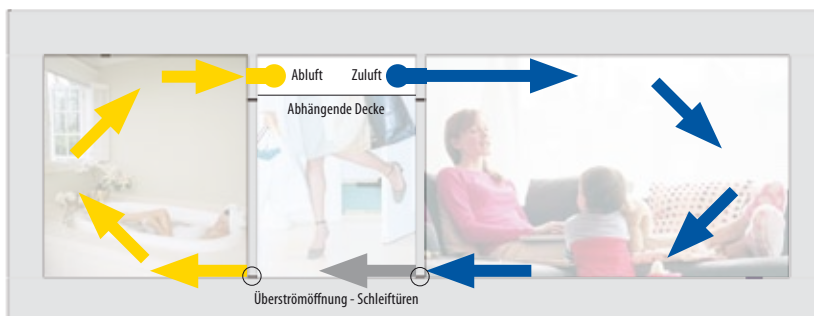 Abluft Zuluft
Abhängende Decke
Überströmöffnung - Schleiftüren